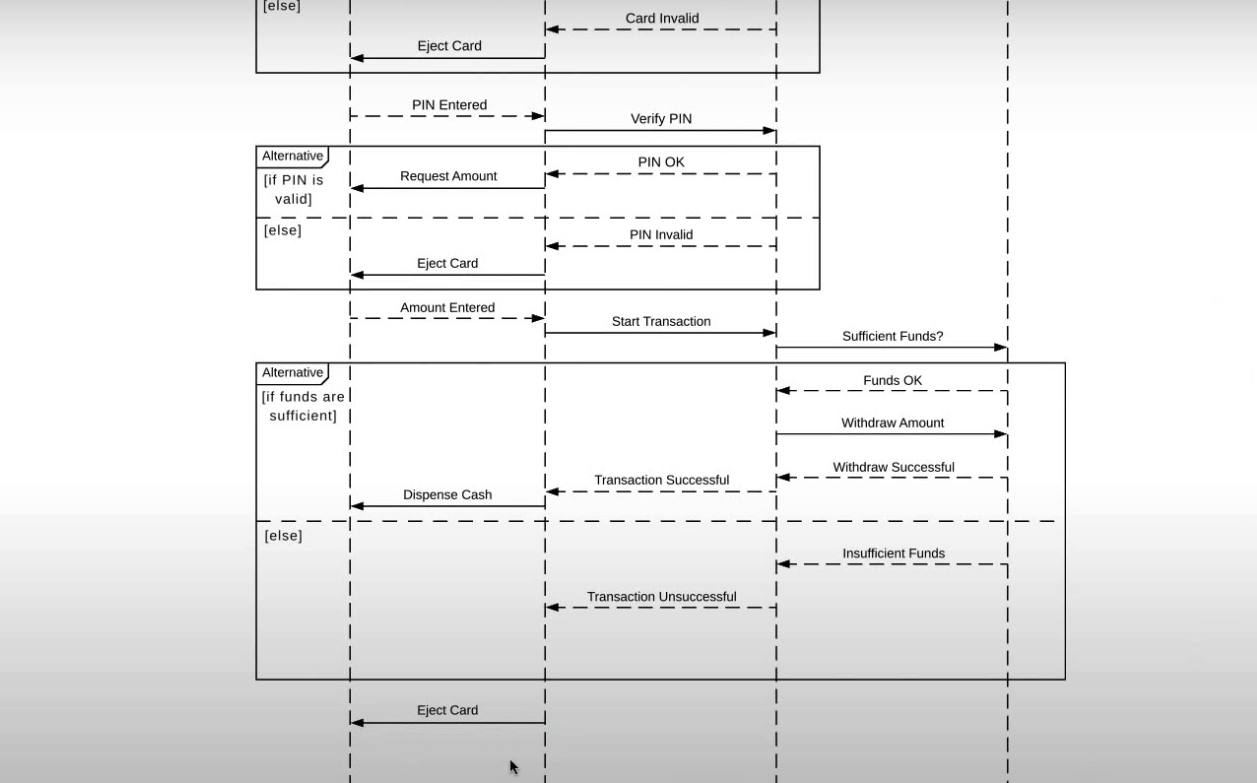 [else]
Card Invalid
Eject Card
PIN Entered
Verify PIN
Alternative
PIN OK
[if PIN is
valid]
Request Amount
[else]
PIN Invalid
Eject Card
Amount Entered
Start Transaction
Sufficient Funds?
Alternative
Funds OK
[if funds are
sufficient]
Withdraw Amount
Withdraw Successful
Transaction Successful
Dispense Cash
[else]
Insufficient Funds
Transaction Unsuccessful
Eject Card